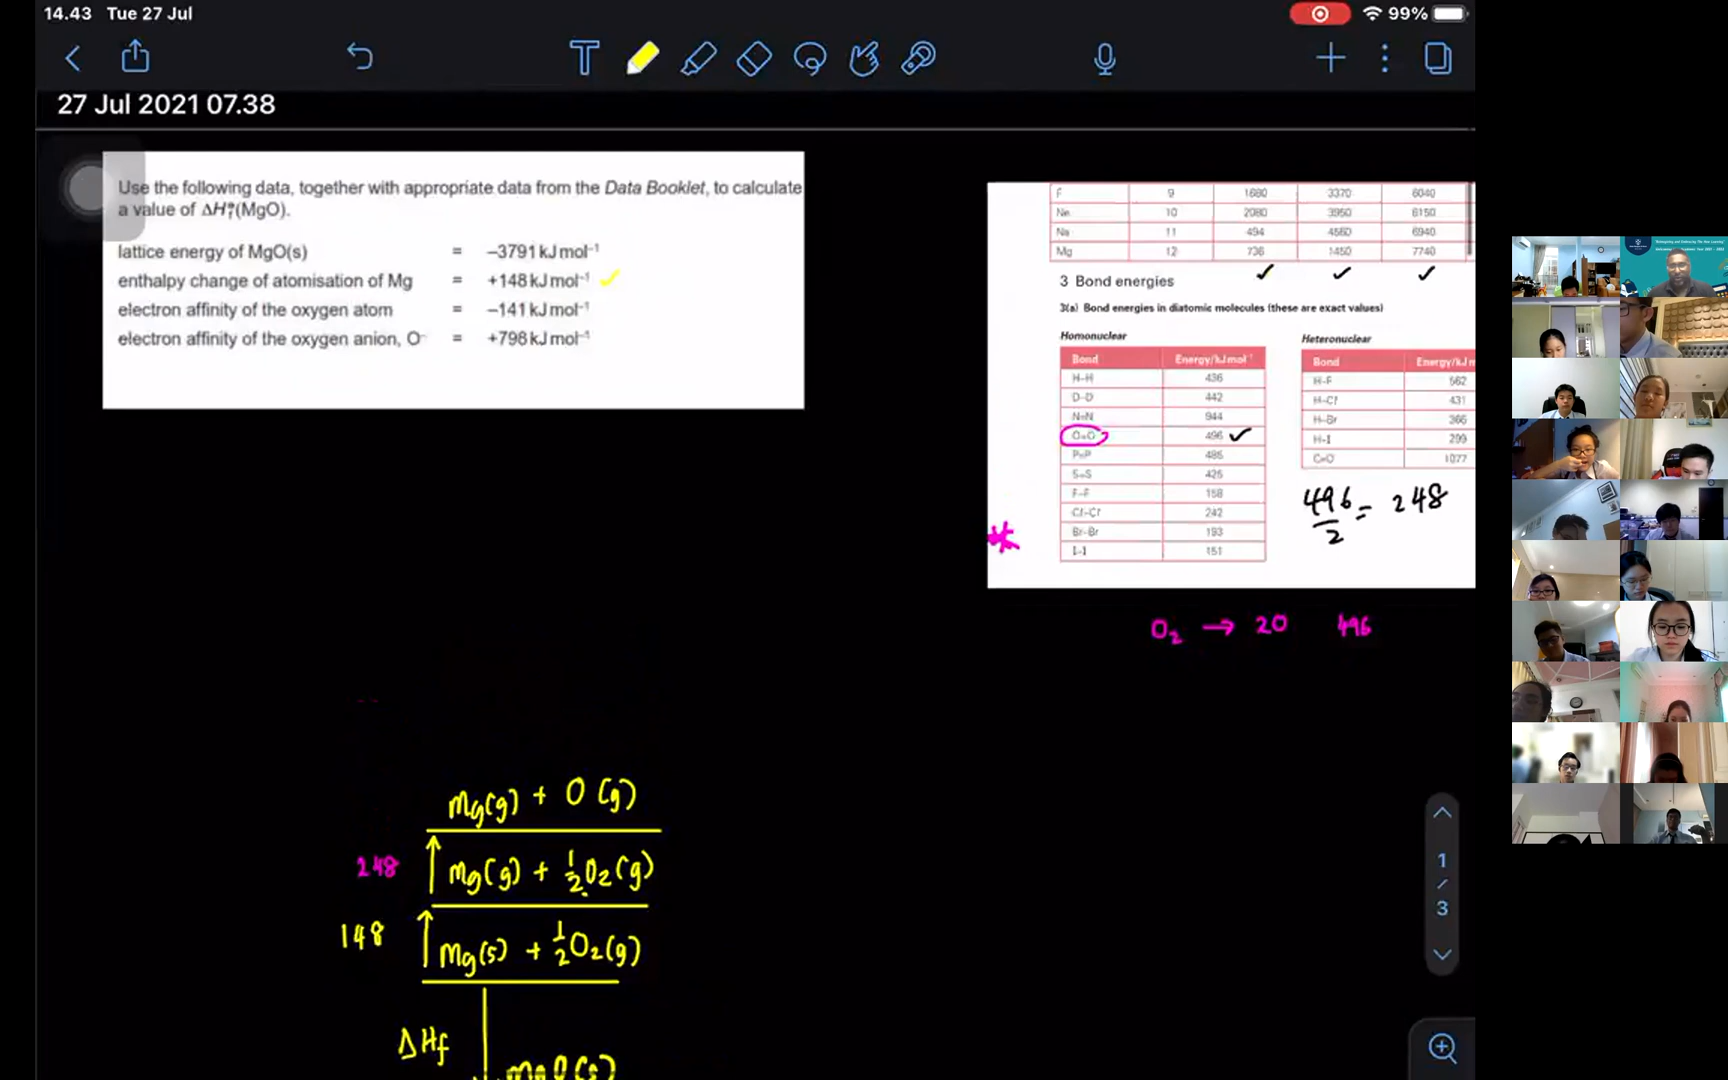 14.43 Tue 27 Jul
99%
27 Jul 2021 07.38
Use the following data, together with appropriate data from the Data Booklet, to calculate
a value of ΔH°f(MgO).
lattice energy of MgO(s) = –3791 kJ mol⁻¹
enthalpy change of atomisation of Mg = +148 kJ mol⁻¹ ✓
electron affinity of the oxygen atom = –141 kJ mol⁻¹
electron affinity of the oxygen anion, O⁻ = +798 kJ mol⁻¹
F 9 1680 3370 6040
Ne 10 2080 3950 6150
Na 11 494 4560 6940
Mg 12 736 1450 7740
✓ ✓ ✓
3 Bond energies
3(a) Bond energies in diatomic molecules (these are exact values)
Homonuclear
Bond Energy/kJ mol⁻¹
H–H 436
D–D 442
N≡N 944
O=O 496 ✓
P≡P 485
S=S 425
F–F 158
Cl–Cl 242
Br–Br 193
I–I 151
Heteronuclear
Bond Energy/kJ m
H–F 562
H–Cl 431
H–Br 366
H–I 299
C≡O 1077
496/2 = 248
O₂ → 2O 496
Mg(g) + O (g)
248 Mg(g) + ½O₂(g)
148 Mg(s) + ½O₂(g)
ΔHf
MgO(s)
1
/
3